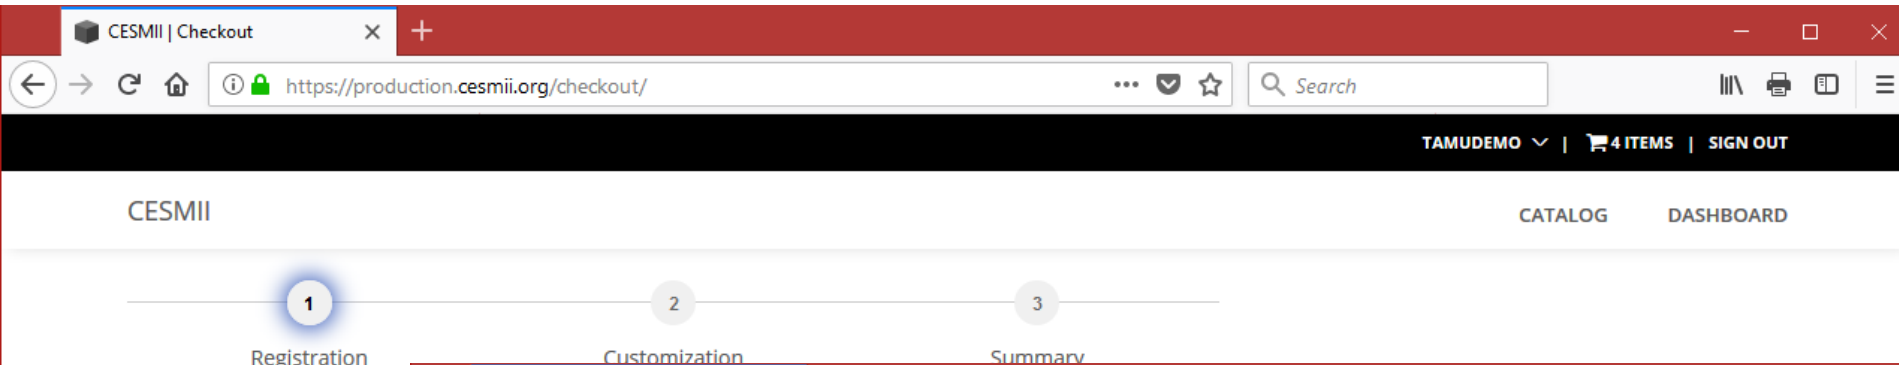 CESMII | Checkout
https://production.cesmii.org/checkout/
Search
TAMUDEMO | 4 ITEMS | SIGN OUT
CESMII
CATALOG DASHBOARD
1 2 3
Registration Customization Summary